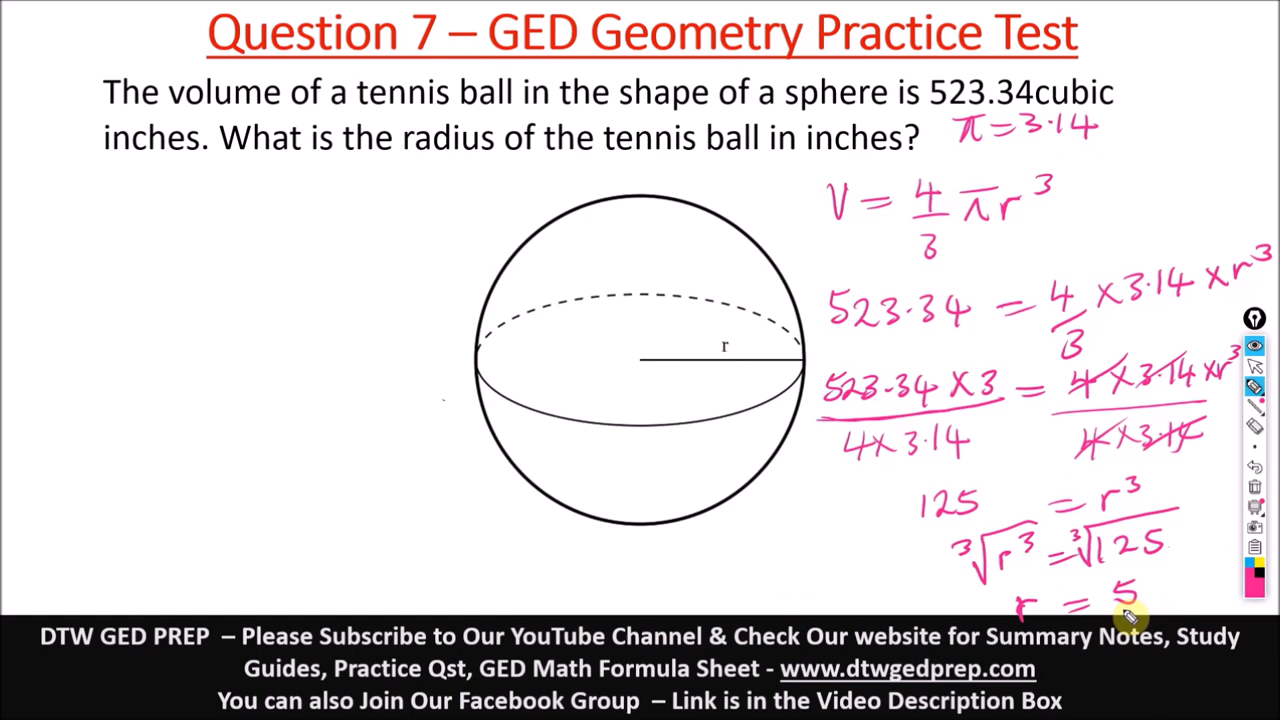 Question 7 – GED Geometry Practice Test
The volume of a tennis ball in the shape of a sphere is 523.34cubic
inches. What is the radius of the tennis ball in inches? π = 3.14
V = 4/3 πr³
523.34 = 4/3 × 3.14 × r³
r
523.34 × 3 / 4 × 3.14 = 4 × 3.14 × r³ / 4 × 3.14
125 = r³
³√r³ = ³√125
r = 5
DTW GED PREP – Please Subscribe to Our YouTube Channel & Check Our website for Summary Notes, Study
Guides, Practice Qst, GED Math Formula Sheet - www.dtwgedprep.com
You can also Join Our Facebook Group – Link is in the Video Description Box